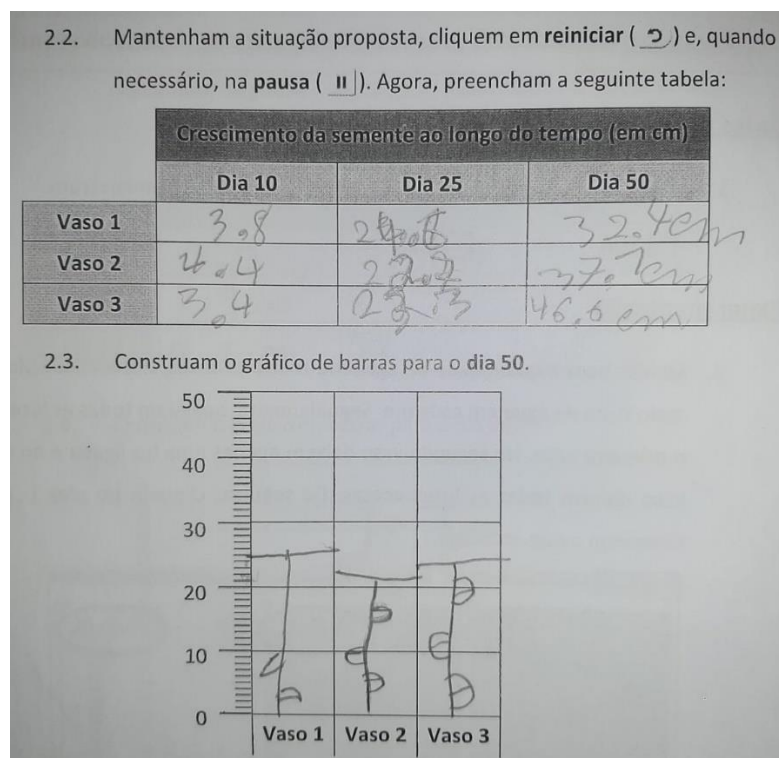 2.2. Mantenham a situação proposta, cliquem em reiniciar ( ) e, quando
necessário, na pausa ( ). Agora, preencham a seguinte tabela:
Crescimento da semente ao longo do tempo (em cm)
Dia 10 Dia 25 Dia 50
Vaso 1 3.8 32.4cm
Vaso 2 4.4 22.2 37.7cm
Vaso 3 3.4 46.6 cm
2.3. Construam o gráfico de barras para o dia 50.
50
40
30
20
10
0
Vaso 1 Vaso 2 Vaso 3